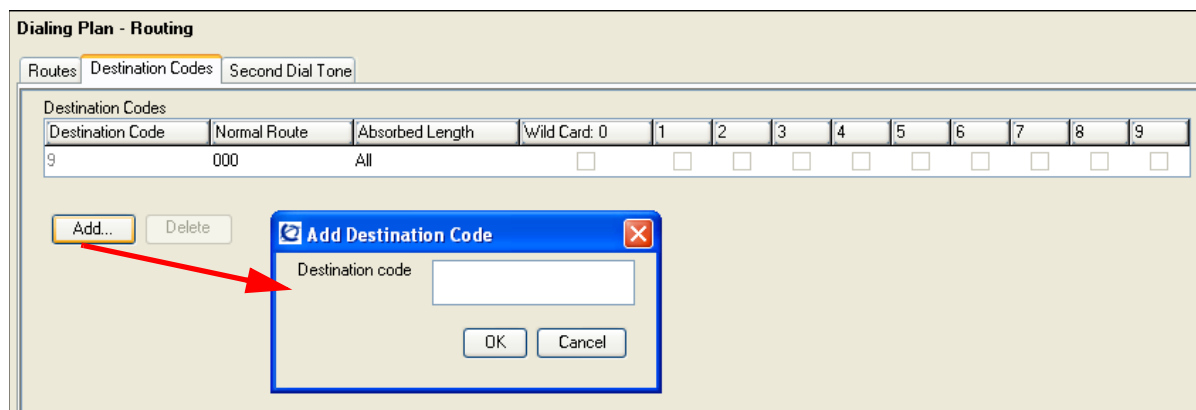 Dialing Plan - Routing
Routes Destination Codes Second Dial Tone
Destination Codes
Destination Code Normal Route Absorbed Length Wild Card: 0 1 2 3 4 5 6 7 8 9
9 000 All
Add... Delete
Add Destination Code
Destination code
OK Cancel